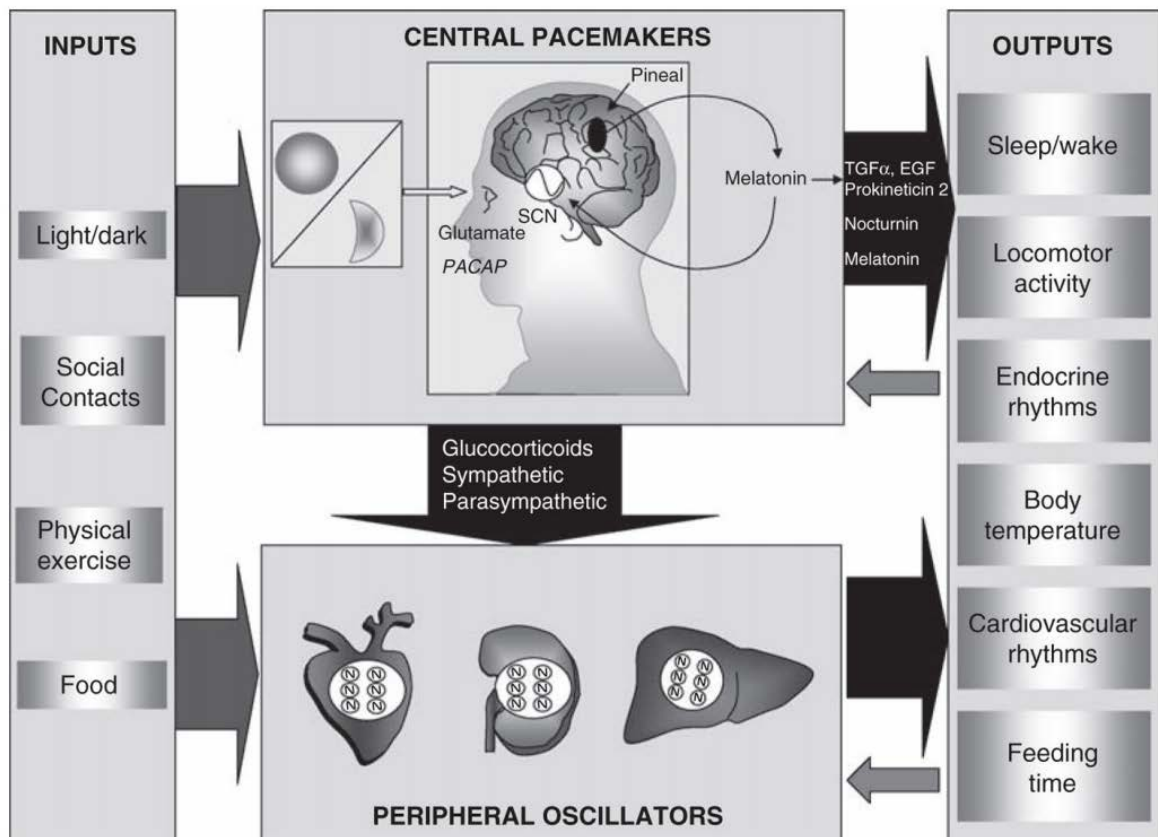 INPUTS
Light/dark
Social
Contacts
Physical
exercise
Food
CENTRAL PACEMAKERS
Pineal
Melatonin
SCN
Glutamate
PACAP
TGFα, EGF
Prokineticin 2
Nocturnin
Melatonin
Glucocorticoids
Sympathetic
Parasympathetic
PERIPHERAL OSCILLATORS
OUTPUTS
Sleep/wake
Locomotor
activity
Endocrine
rhythms
Body
temperature
Cardiovascular
rhythms
Feeding
time